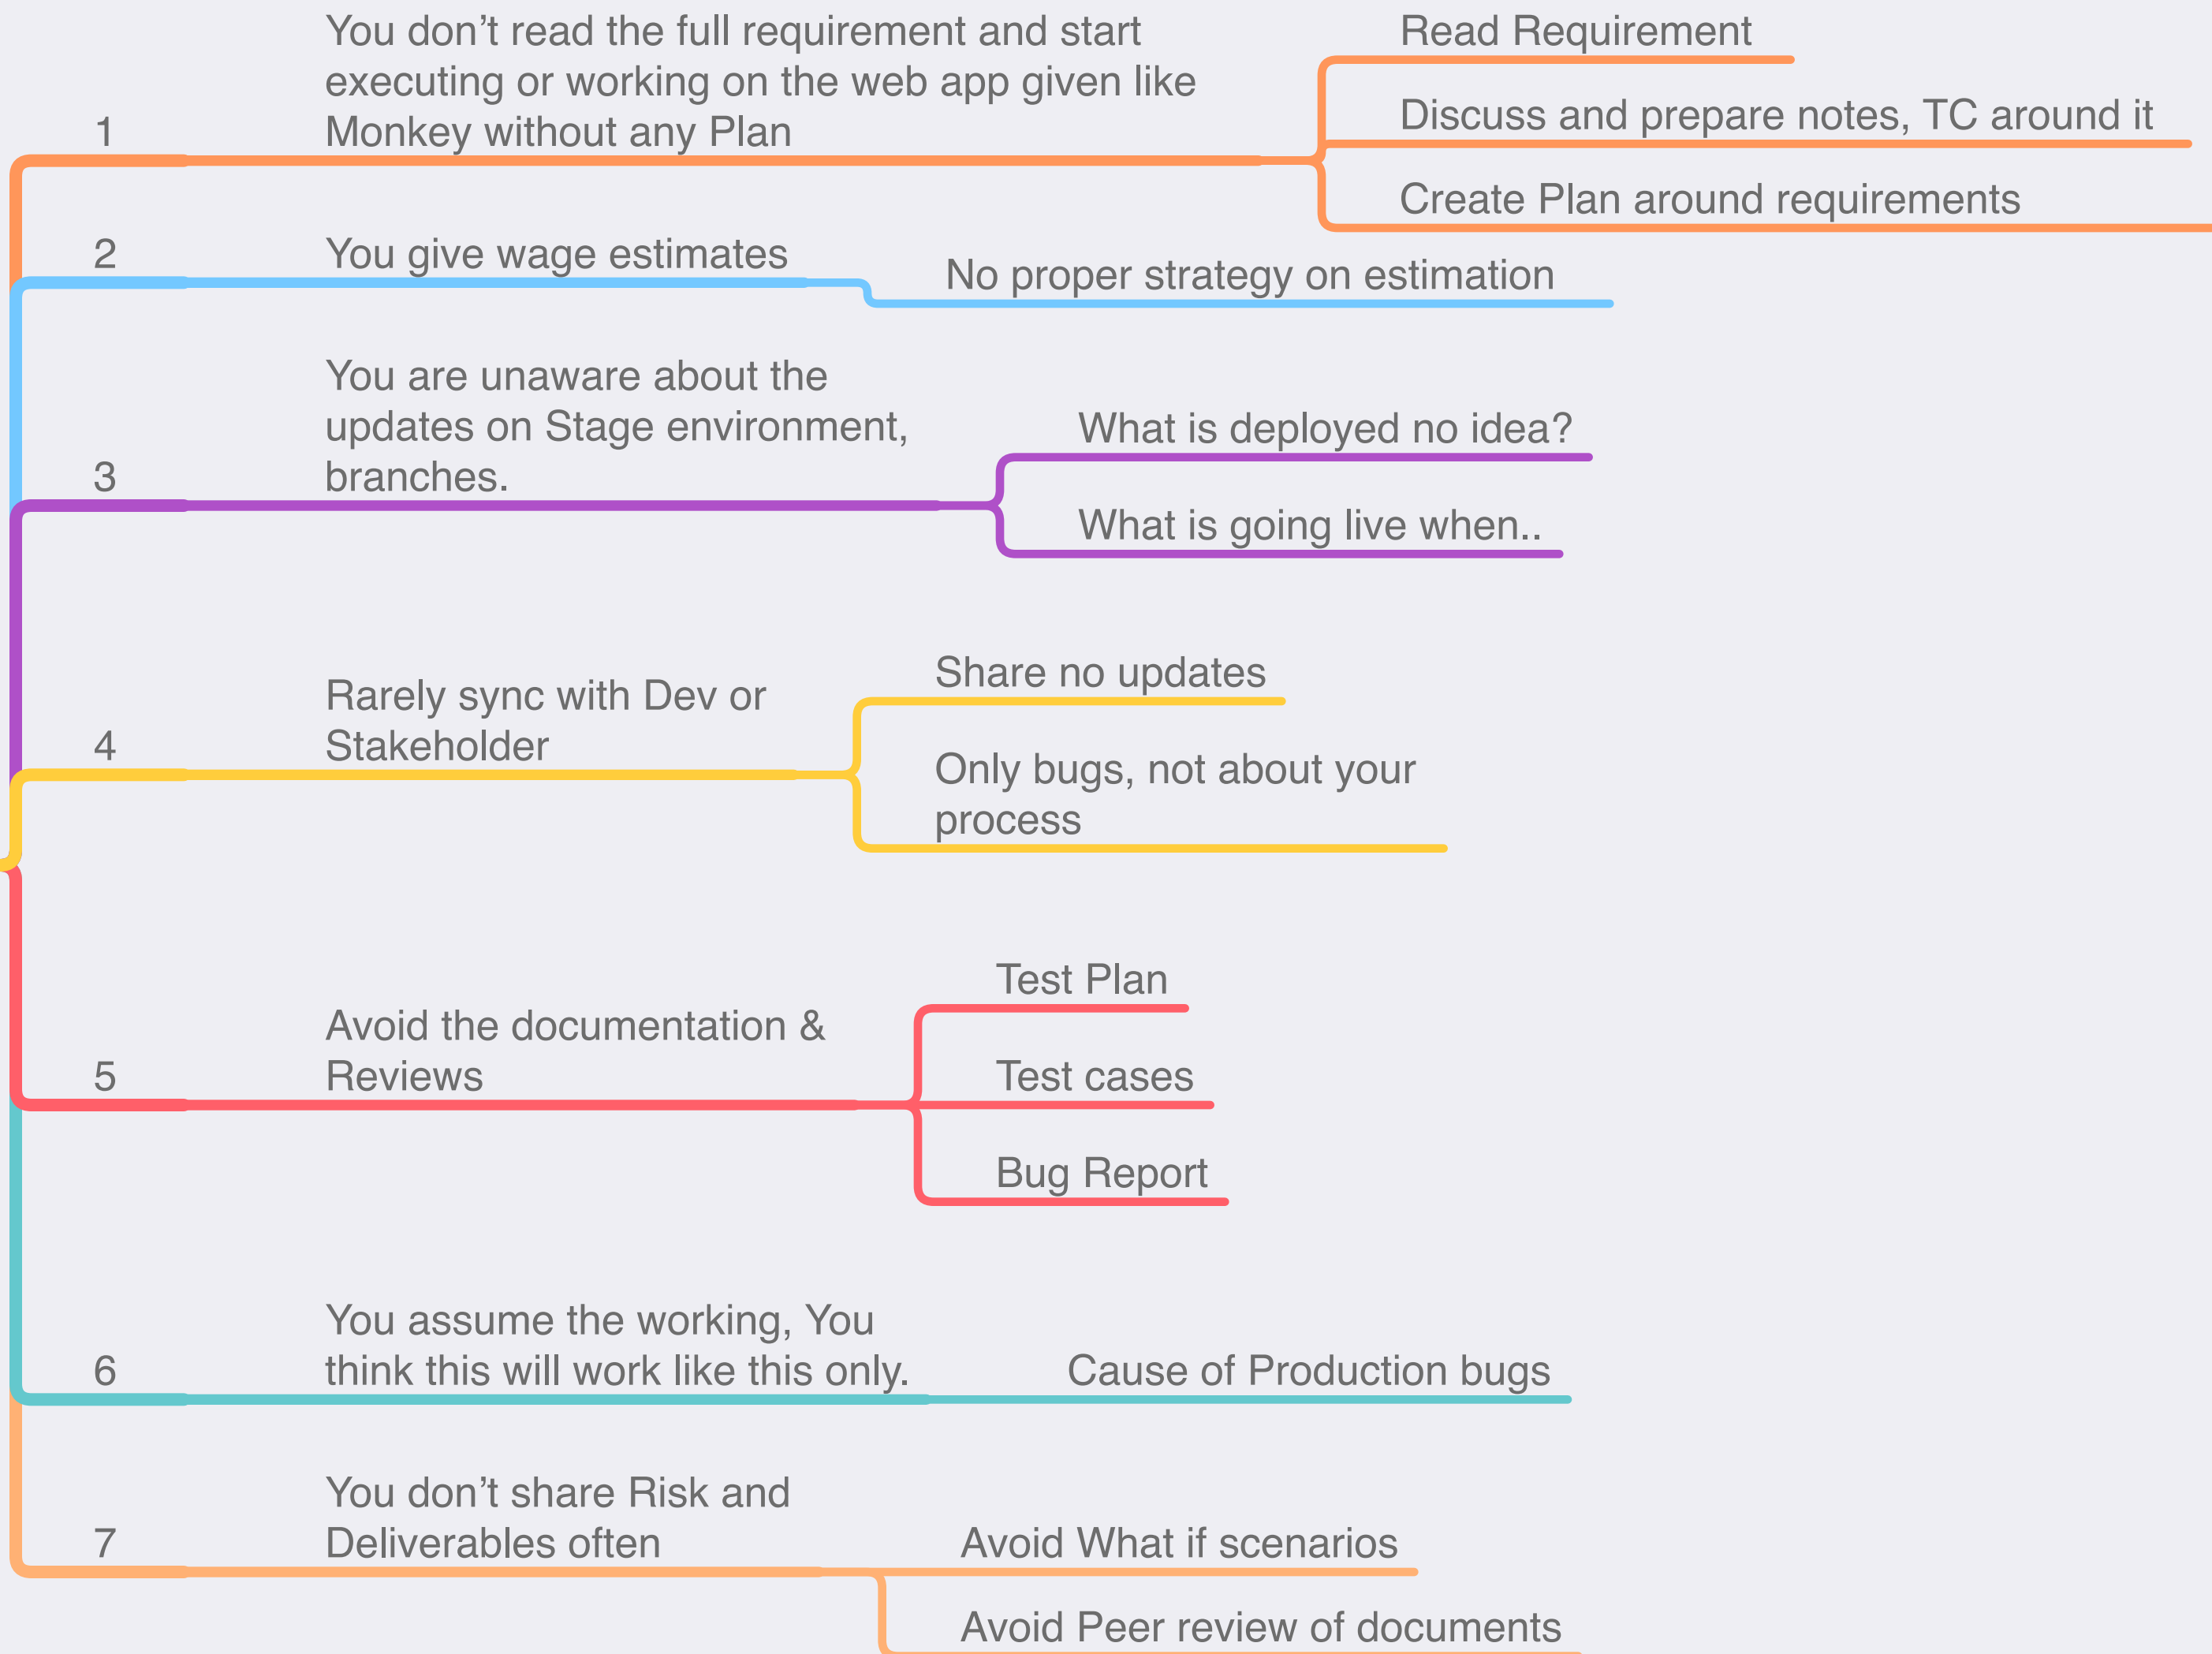 1
You don’t read the full requirement and start
executing or working on the web app given like
Monkey without any Plan
Read Requirement
Discuss and prepare notes, TC around it
Create Plan around requirements
2
You give wage estimates
No proper strategy on estimation
3
You are unaware about the
updates on Stage environment,
branches.
What is deployed no idea?
What is going live when..
4
Rarely sync with Dev or
Stakeholder
Share no updates
Only bugs, not about your
process
5
Avoid the documentation &
Reviews
Test Plan
Test cases
Bug Report
6
You assume the working, You
think this will work like this only.
Cause of Production bugs
7
You don’t share Risk and
Deliverables often
Avoid What if scenarios
Avoid Peer review of documents